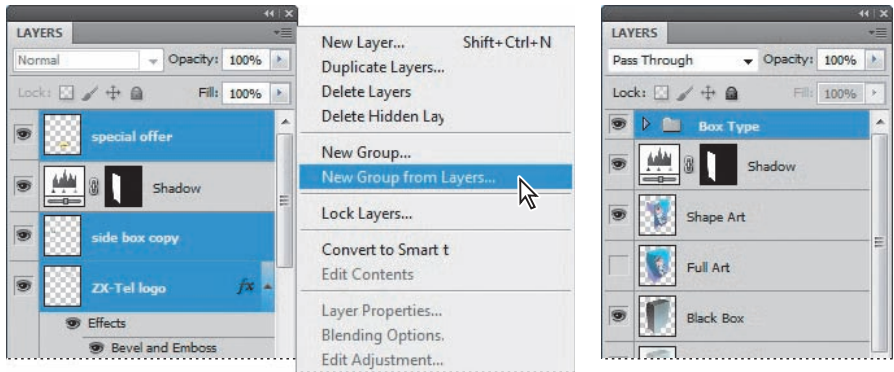 LAYERS
Normal Opacity: 100%
Lock: Fill: 100%
special offer
Shadow
side box copy
ZX-Tel logo fx
Effects
Bevel and Emboss
New Layer... Shift+Ctrl+N
Duplicate Layers...
Delete Layers
Delete Hidden Lay
New Group...
New Group from Layers...
Lock Layers...
Convert to Smart t
Edit Contents
Layer Properties...
Blending Options.
Edit Adjustment...
LAYERS
Pass Through Opacity: 100%
Lock: Fill: 100%
Box Type
Shadow
Shape Art
Full Art
Black Box